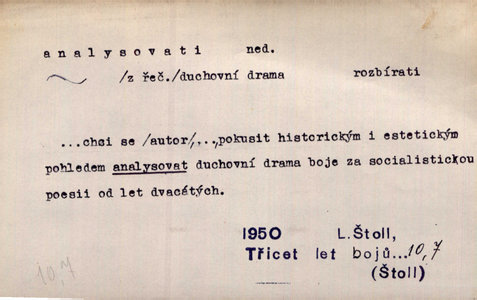 analysovati ned.
/z řeč./duchovní drama rozbírati
...chci se /autor/,..,pokusit historickým i estetickým
pohledem analysovat duchovní drama boje za socialistickou
poesii od let dvacátých.
1950 L.Štoll,
Třicet let bojů...10,7
(Štoll)
10,7